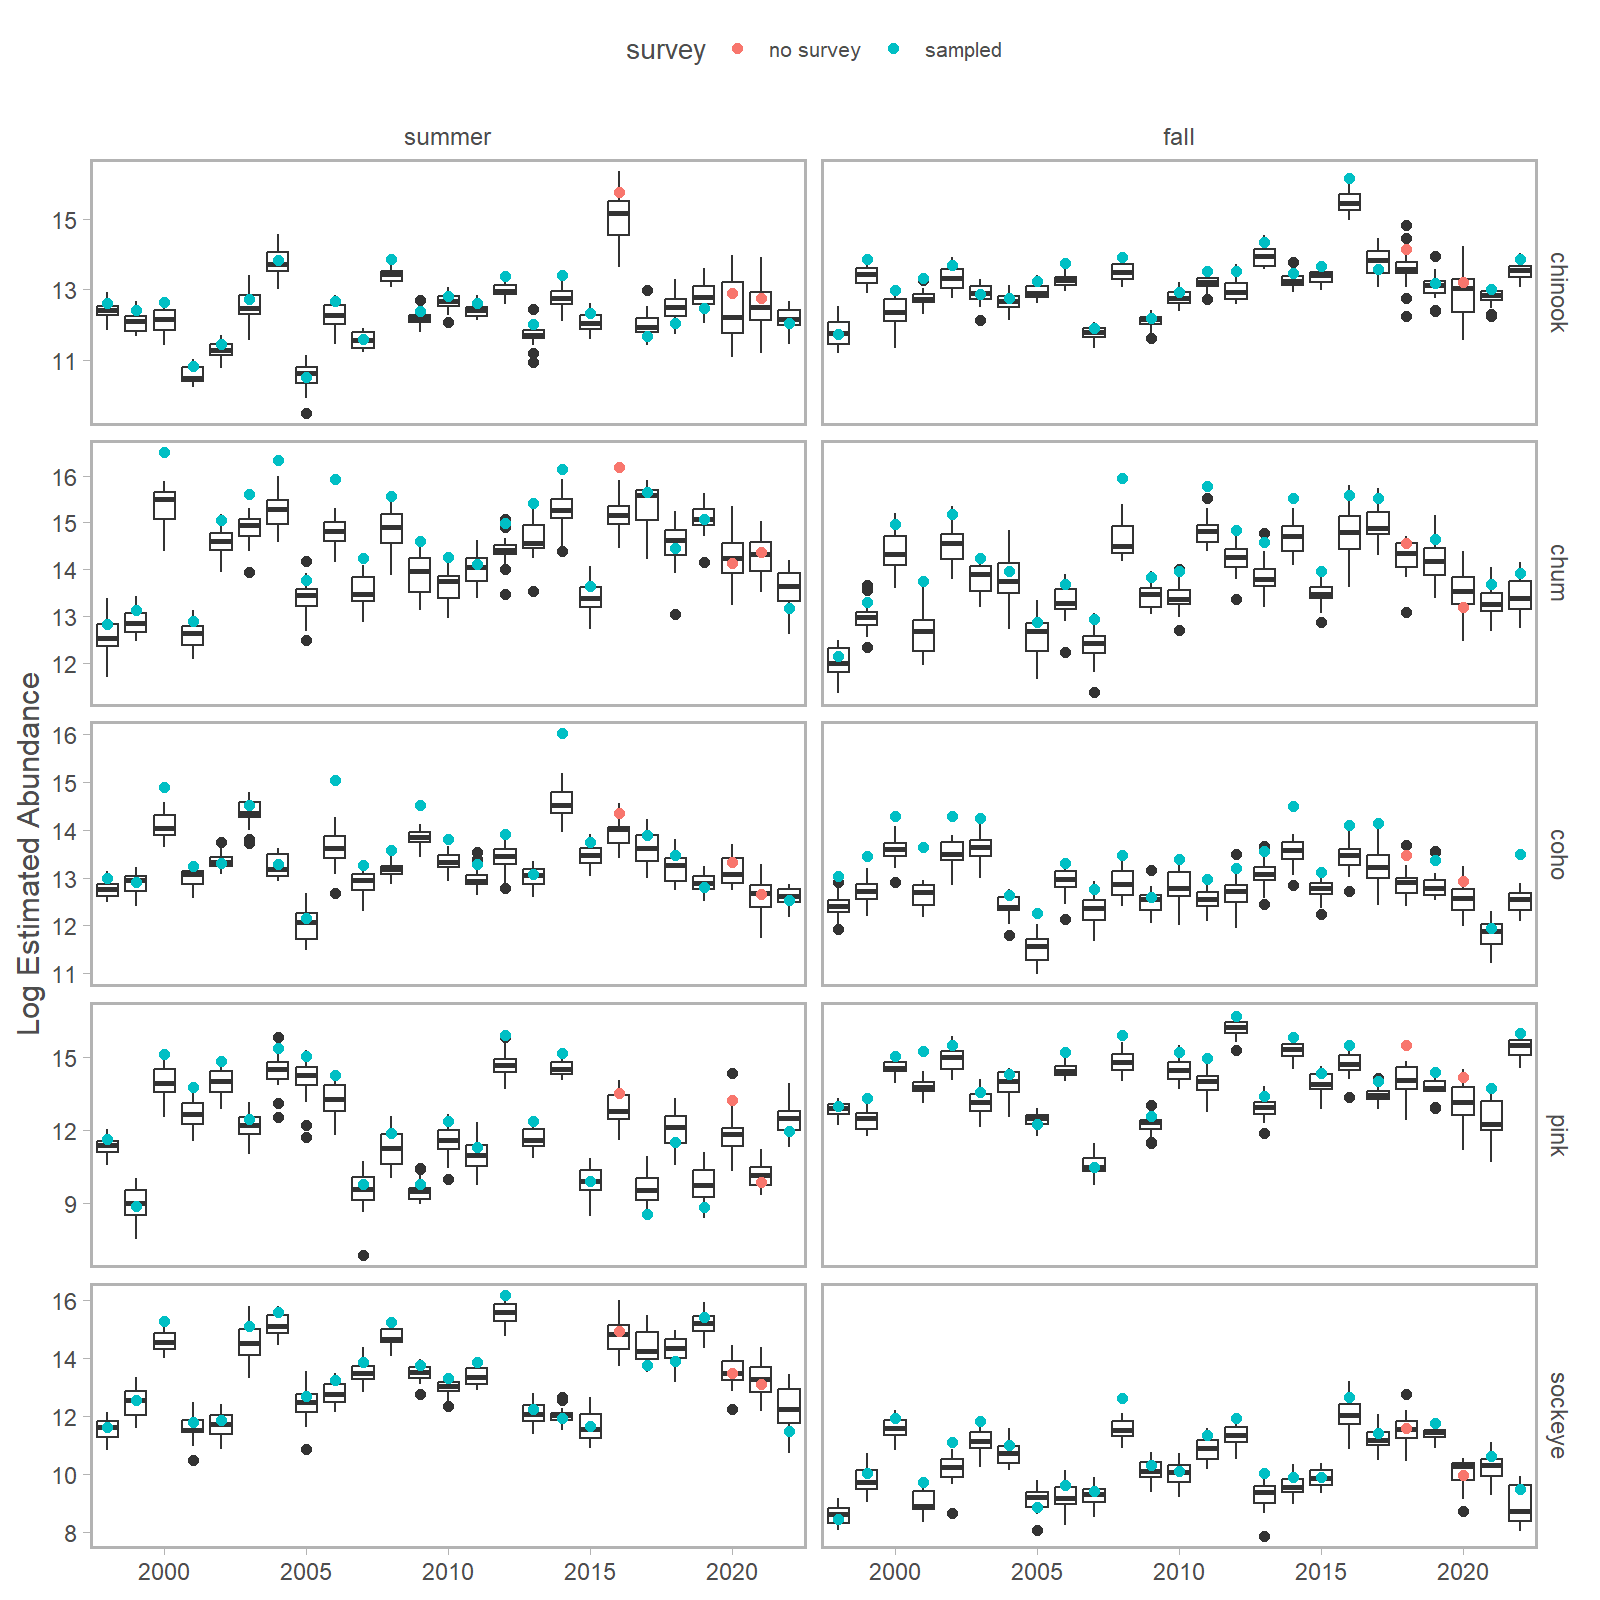 survey no survey sampled
summer fall
15
13
11
chinook
16
15
14
13
12
chum
Log Estimated Abundance
16
15
14
13
12
11
coho
15
12
9
pink
16
14
12
10
8
sockeye
2000 2005 2010 2015 2020 2000 2005 2010 2015 2020